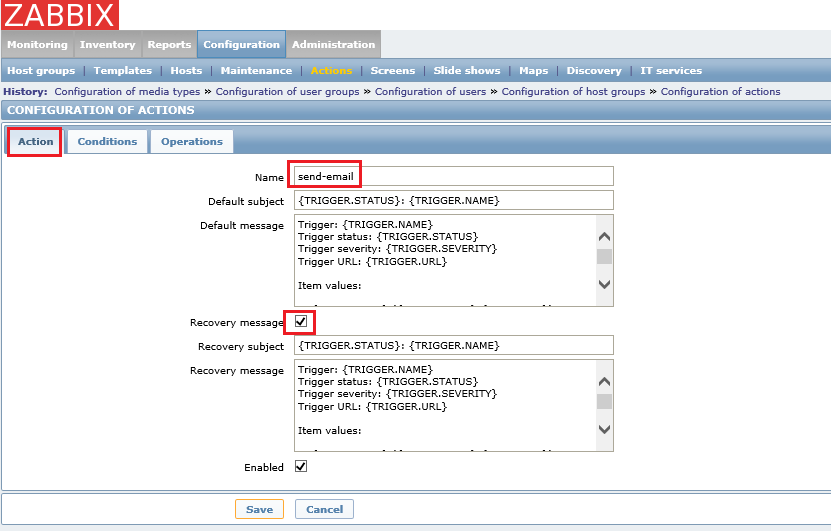 ZABBIX
Monitoring Inventory Reports Configuration Administration
Host groups | Templates | Hosts | Maintenance | Actions | Screens | Slide shows | Maps | Discovery | IT services
History: Configuration of media types » Configuration of user groups » Configuration of users » Configuration of host groups » Configuration of actions
CONFIGURATION OF ACTIONS
Action Conditions Operations
Name send-email
Default subject {TRIGGER.STATUS}: {TRIGGER.NAME}
Default message Trigger: {TRIGGER.NAME}
Trigger status: {TRIGGER.STATUS}
Trigger severity: {TRIGGER.SEVERITY}
Trigger URL: {TRIGGER.URL}
Item values:
Recovery message
Recovery subject {TRIGGER.STATUS}: {TRIGGER.NAME}
Recovery message Trigger: {TRIGGER.NAME}
Trigger status: {TRIGGER.STATUS}
Trigger severity: {TRIGGER.SEVERITY}
Trigger URL: {TRIGGER.URL}
Item values:
Enabled
Save Cancel